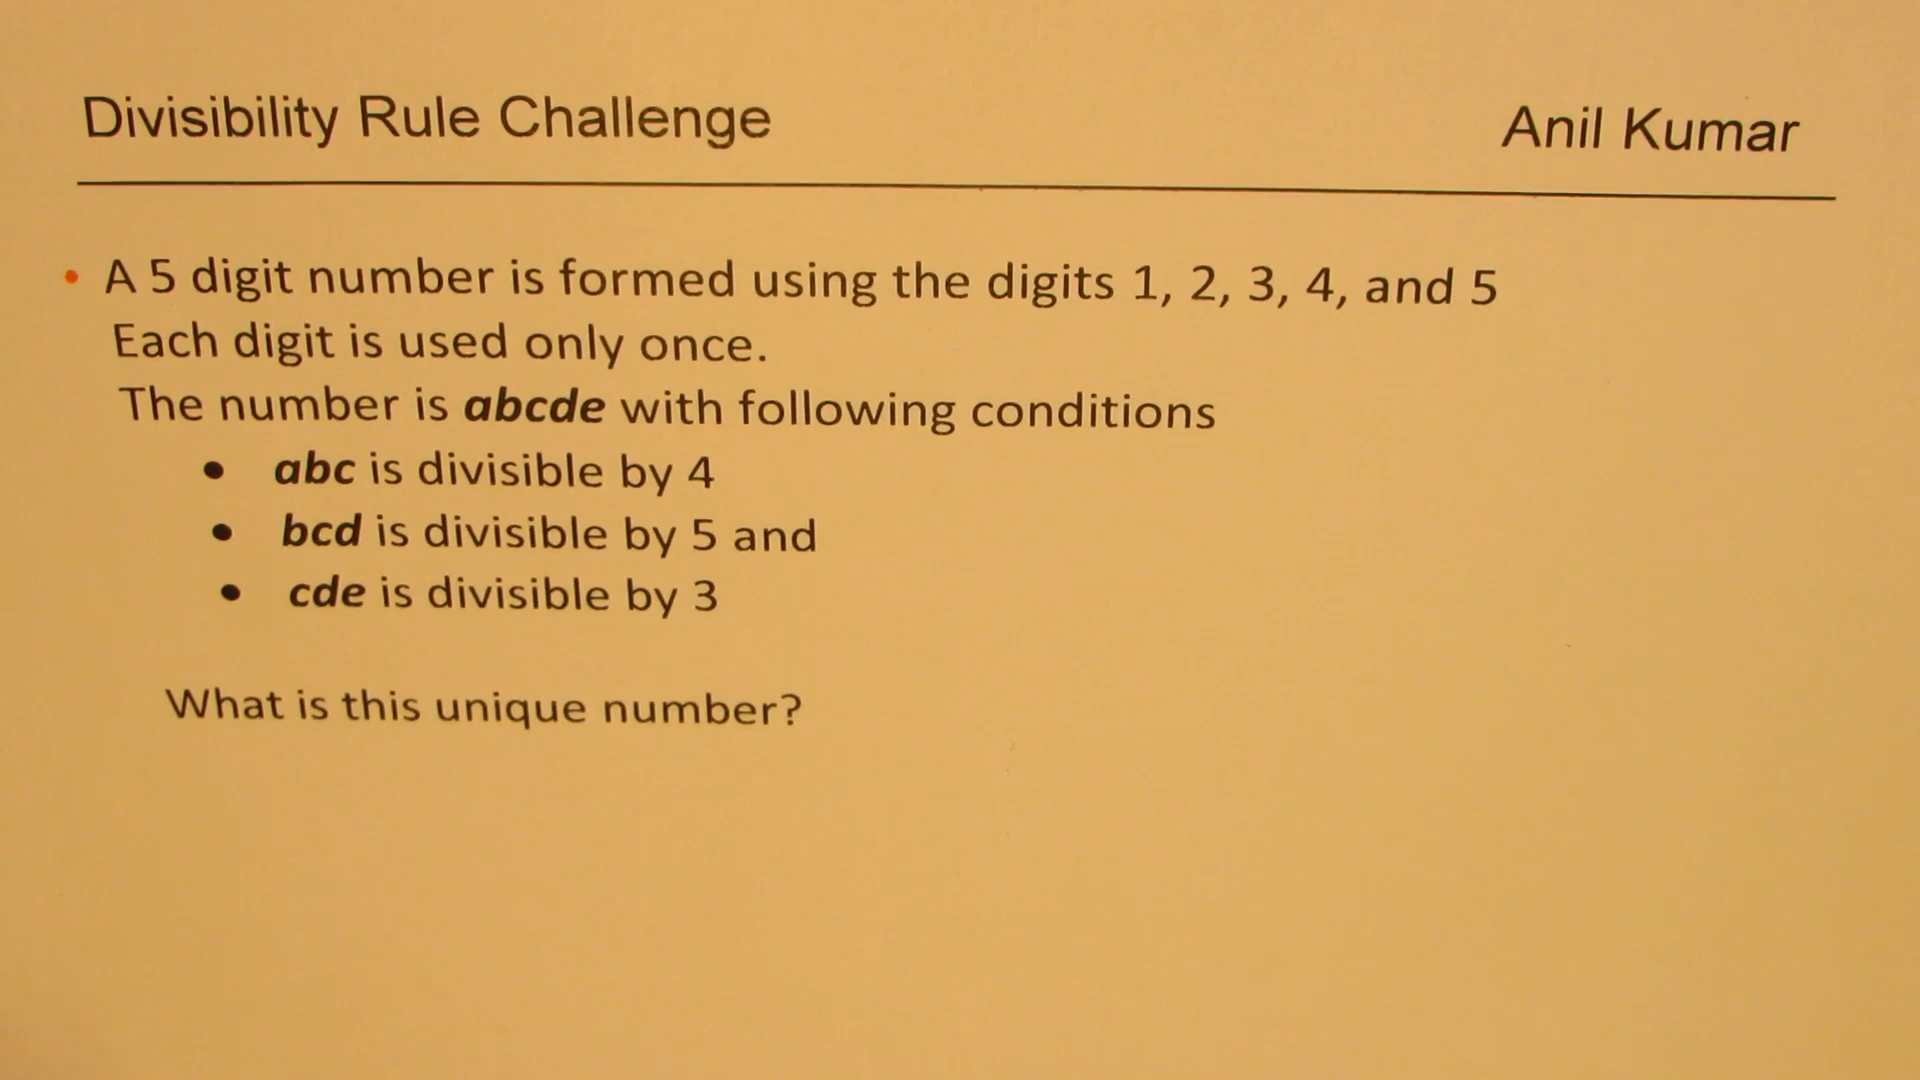 Divisibility Rule Challenge
Anil Kumar
• A 5 digit number is formed using the digits 1, 2, 3, 4, and 5
Each digit is used only once.
The number is abcde with following conditions
• abc is divisible by 4
• bcd is divisible by 5 and
• cde is divisible by 3
What is this unique number?